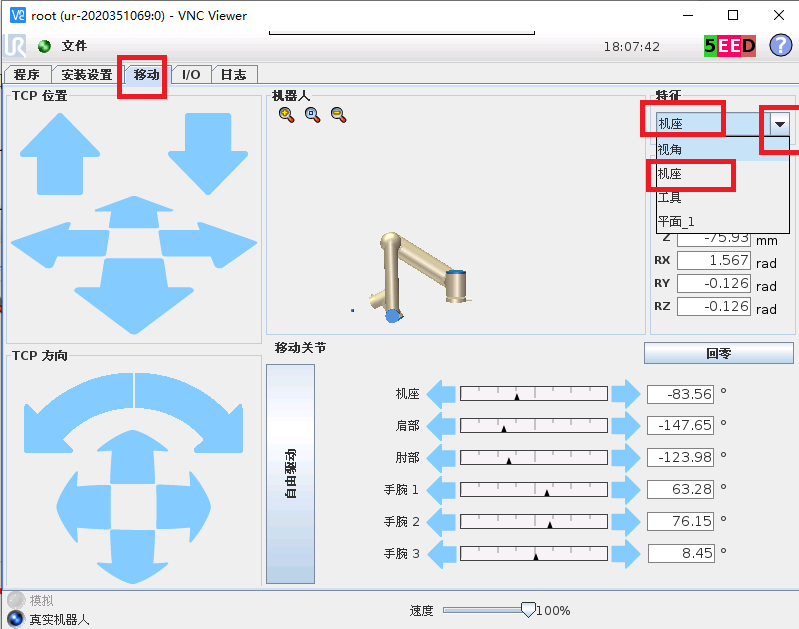 root (ur-2020351069:0) - VNC Viewer
UR 文件 18:07:42 5EED ?
程序 安装设置 移动 I/O 日志
TCP 位置
机器人
特征
机座
视角
机座
工具
平面_1
Z -75.93 mm
RX 1.567 rad
RY -0.126 rad
RZ -0.126 rad
TCP 方向
移动关节
回零
自由驱动
机座 -83.56 °
肩部 -147.65 °
肘部 -123.98 °
手腕 1 63.28 °
手腕 2 76.15 °
手腕 3 8.45 °
模拟
真实机器人
速度 100%